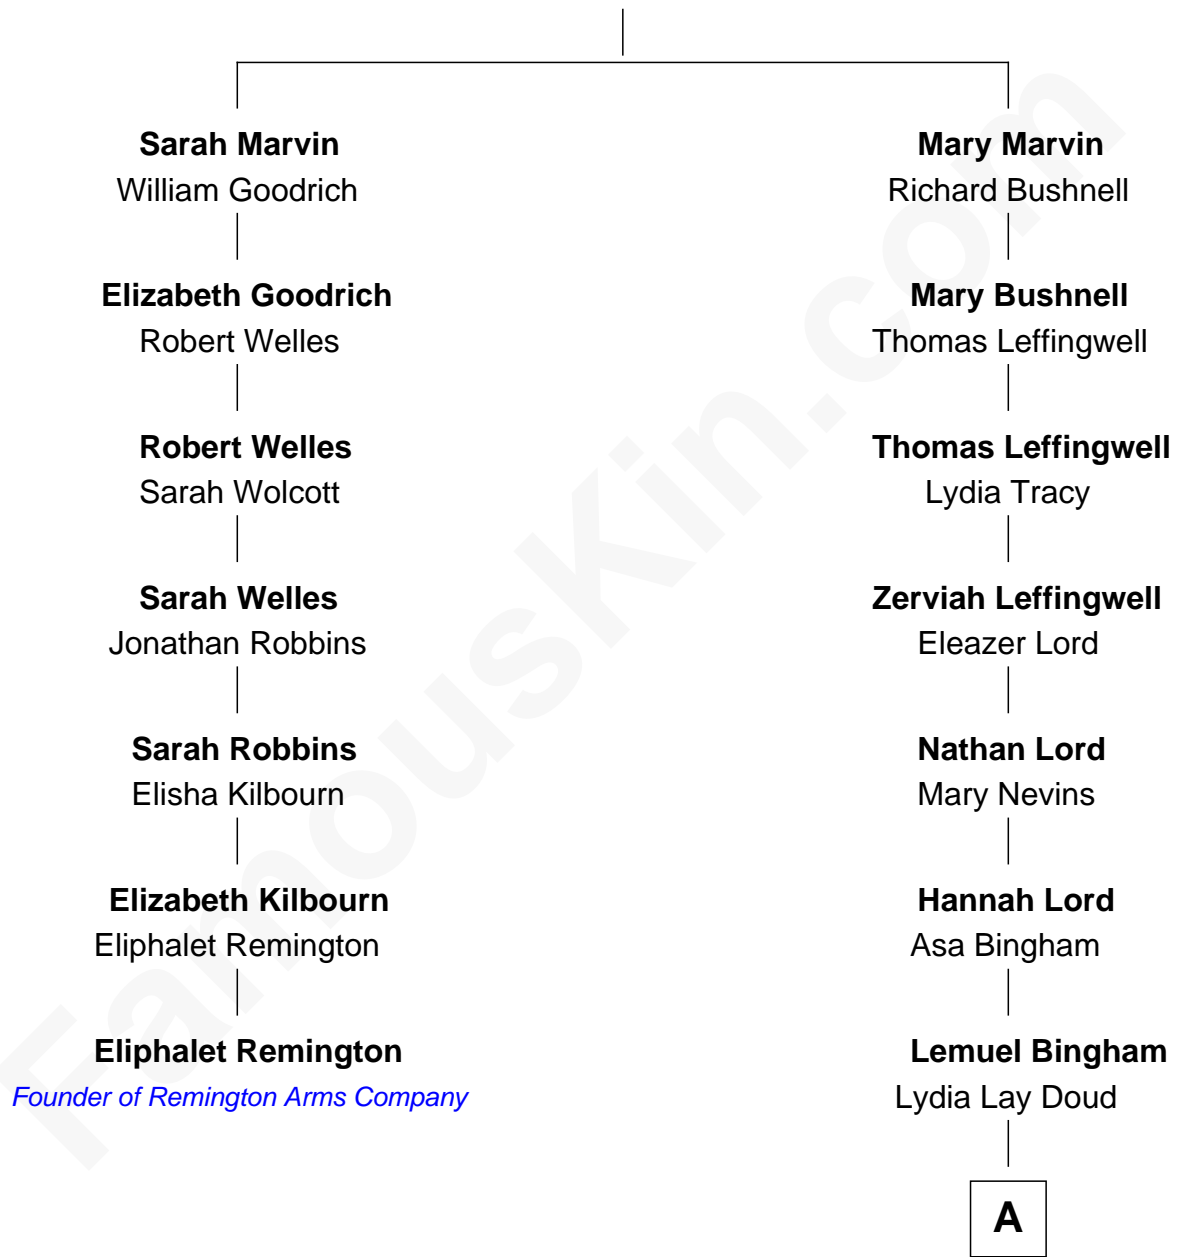 Sarah Marvin
William Goodrich
Elizabeth Goodrich
Robert Welles
Robert Welles
Sarah Wolcott
Sarah Welles
Jonathan Robbins
Sarah Robbins
Elisha Kilbourn
Elizabeth Kilbourn
Eliphalet Remington
Eliphalet Remington
Founder of Remington Arms Company
Mary Marvin
Richard Bushnell
Mary Bushnell
Thomas Leffingwell
Thomas Leffingwell
Lydia Tracy
Zerviah Leffingwell
Eleazer Lord
Nathan Lord
Mary Nevins
Hannah Lord
Asa Bingham
Lemuel Bingham
Lydia Lay Doud
A
FamousKin.com